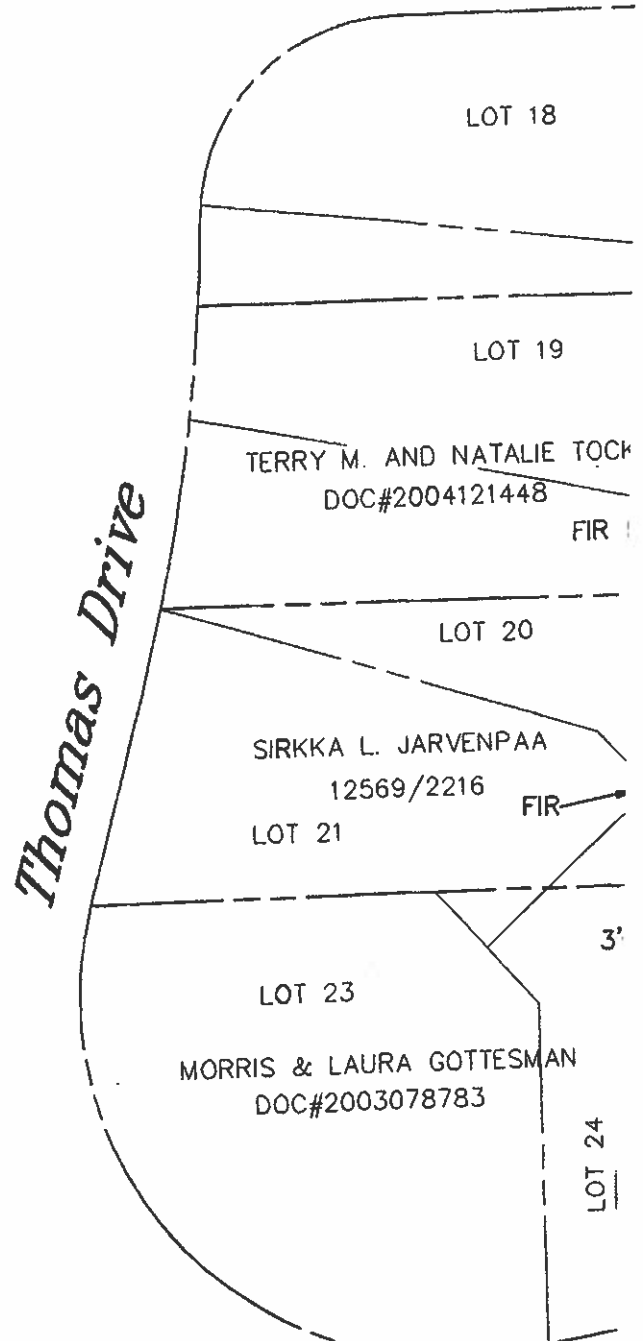 LOT 18
LOT 19
TERRY M. AND NATALIE TOCK
DOC#2004121448
FIR
LOT 20
Thomas Drive
SIRKKA L. JARVENPAA
12569/2216
FIR
LOT 21
3'
LOT 23
MORRIS & LAURA GOTTESMAN
DOC#2003078783
LOT 24